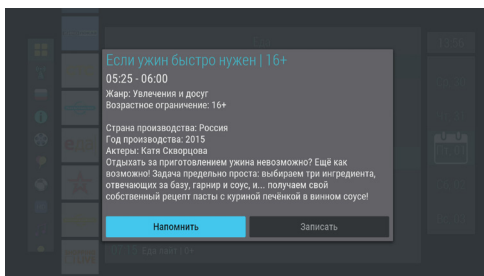 Если ужин быстро нужен | 16+
05:25 - 06:00
Жанр: Увлечения и досуг
Возрастное ограничение: 16+
Страна производства: Россия
Год производства: 2015
Актеры: Катя Скворцова
Отдыхать за приготовлением ужина невозможно? Ещё как
возможно! Задача предельно проста: выбираем три ингредиента,
отвечающих за базу, гарнир и соус, и... получаем свой
собственный рецепт пасты с куриной печёнкой в винном соусе!
Напомнить
Записать